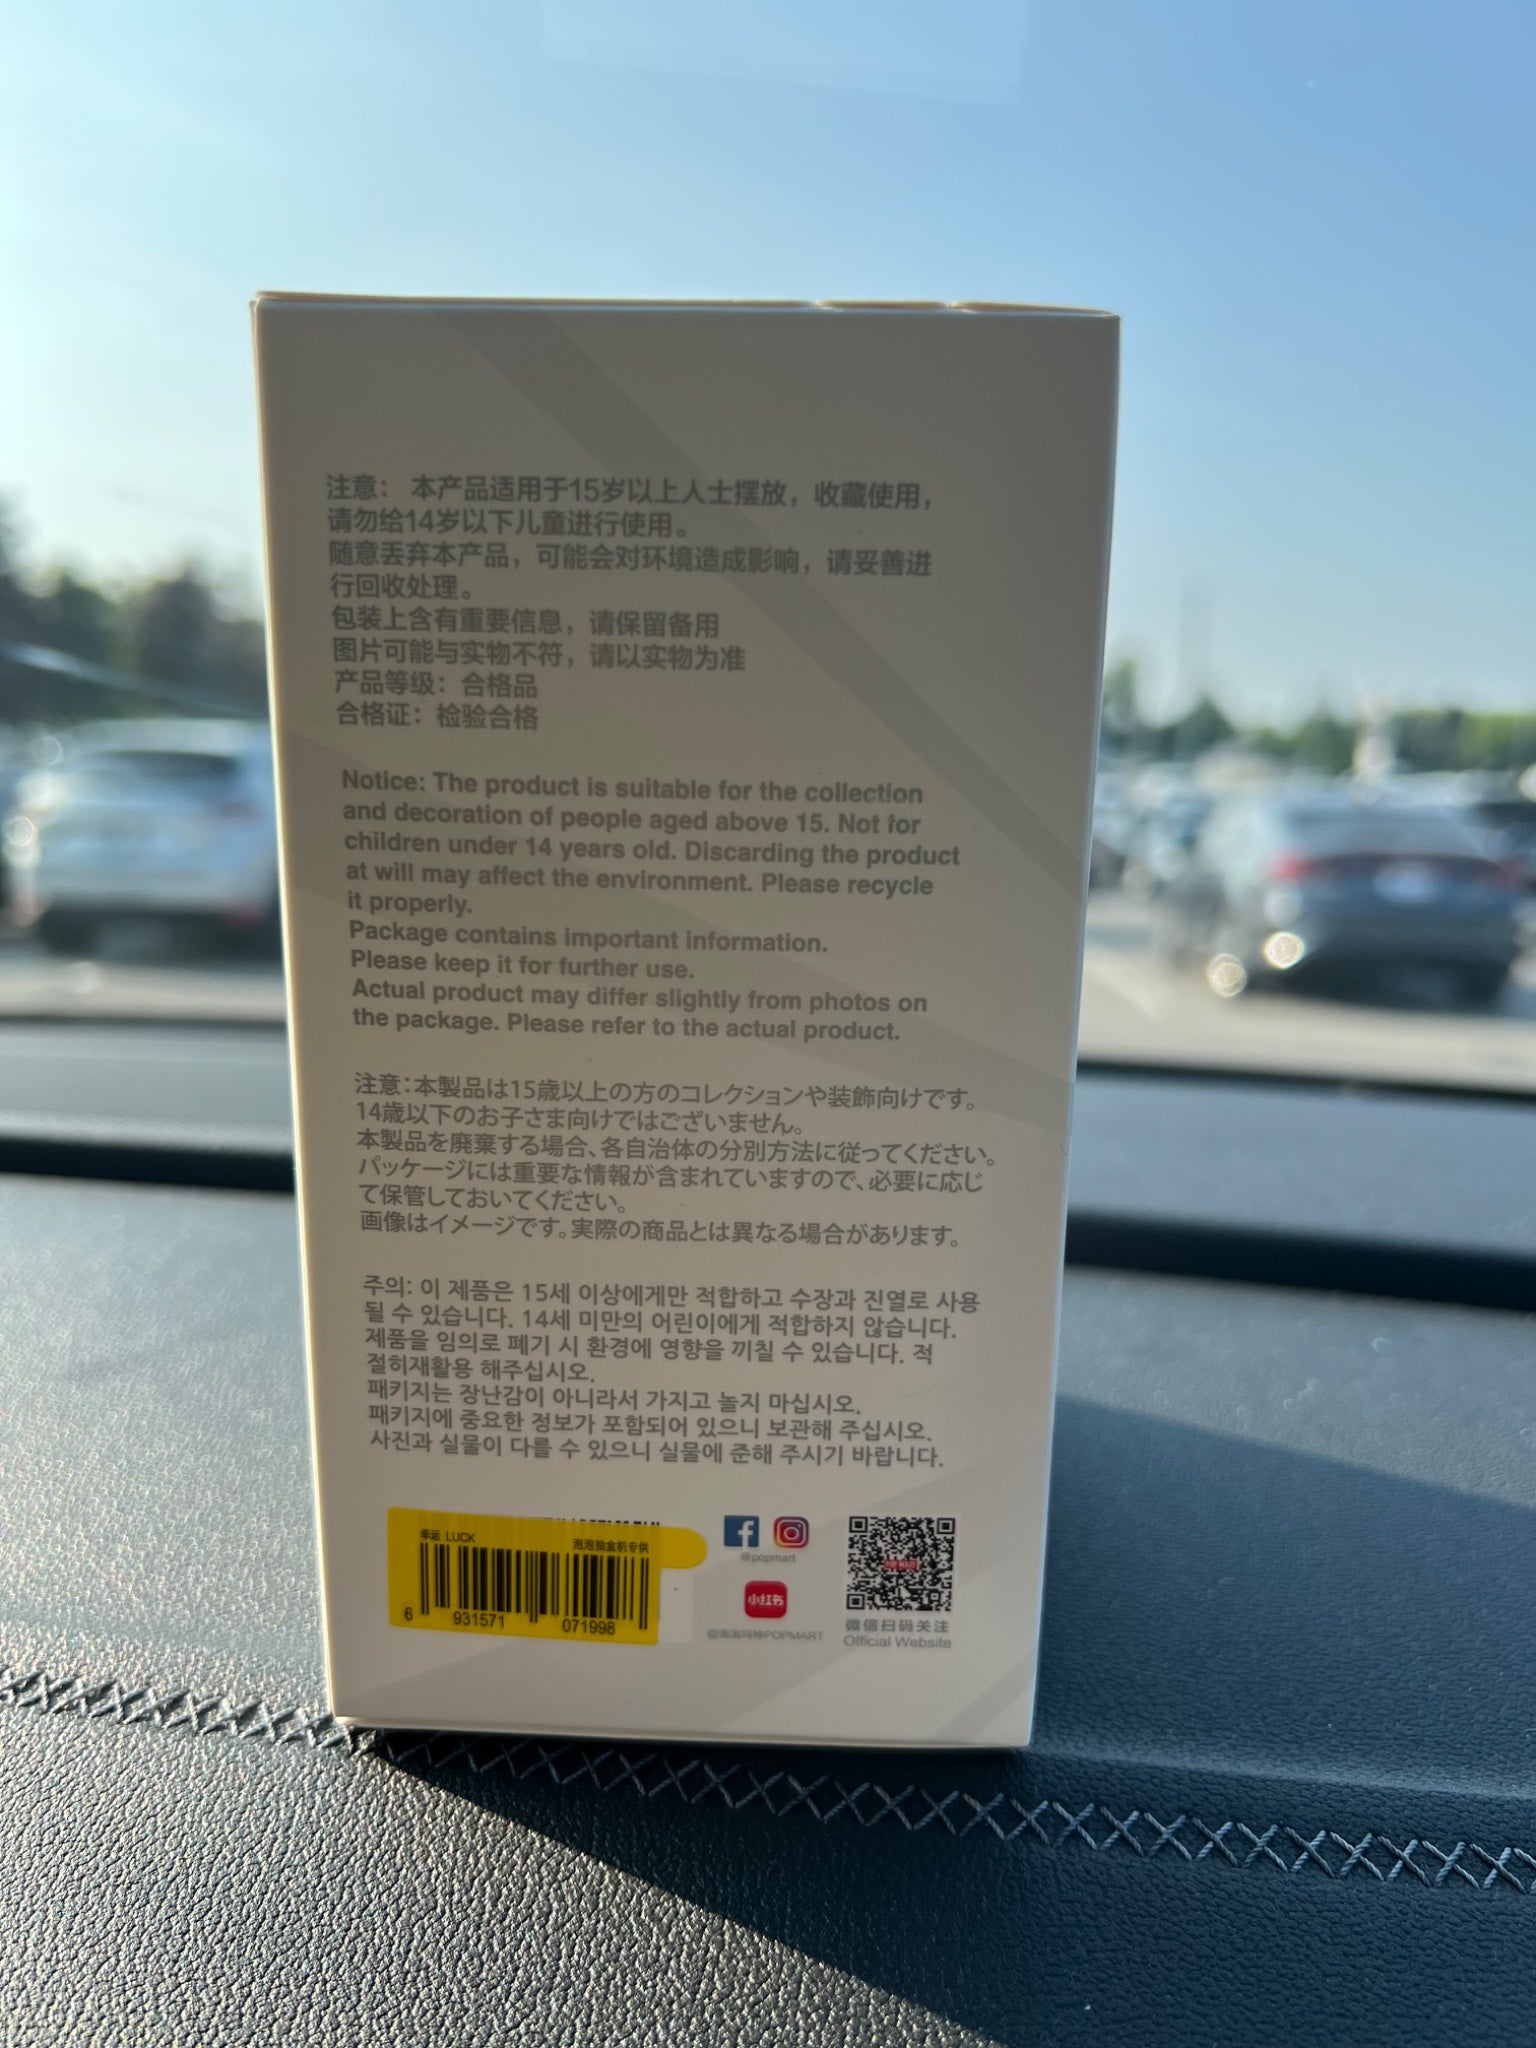 注意： 本产品适用于15岁以上人士摆放，收藏使用，
请勿给14岁以下儿童进行使用。
随意丢弃本产品，可能会对环境造成影响，请妥善进
行回收处理。
包装上含有重要信息，请保留备用
图片可能与实物不符，请以实物为准
产品等级：合格品
合格证：检验合格
Notice: The product is suitable for the collection
and decoration of people aged above 15. Not for
children under 14 years old. Discarding the product
at will may affect the environment. Please recycle
it properly.
Package contains important information.
Please keep it for further use.
Actual product may differ slightly from photos on
the package. Please refer to the actual product.
注意：本製品は15歳以上の方のコレクションや装飾向けです。
14歳以下のお子さま向けではございません。
本製品を廃棄する場合、各自治体の分別方法に従ってください。
パッケージには重要な情報が含まれていますので、必要に応じ
て保管しておいてください。
画像はイメージです。実際の商品とは異なる場合があります。
주의: 이 제품은 15세 이상에게만 적합하고 수장과 진열로 사용
될 수 있습니다. 14세 미만의 어린이에게 적합하지 않습니다.
제품을 임의로 폐기 시 환경에 영향을 끼칠 수 있습니다. 적
절히재활용 해주십시오.
패키지는 장난감이 아니라서 가지고 놀지 마십시오.
패키지에 중요한 정보가 포함되어 있으니 보관해 주십시오.
사진과 실물이 다를 수 있으니 실물에 준해 주시기 바랍니다.
幸运 LUCK
泡泡抽盒机专供
6 931571 071998
@popmart
小红书
@泡泡玛特POPMART
POP MART
微信扫码关注
Official Website